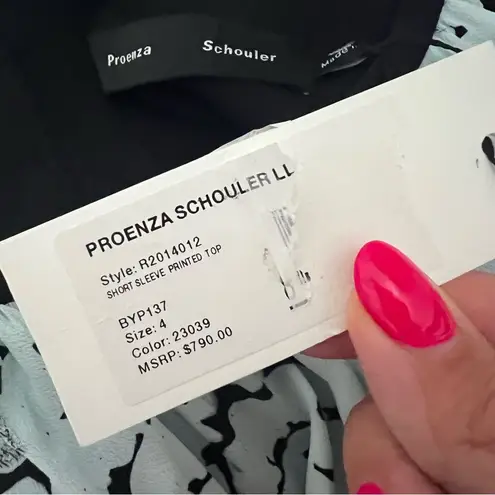 Proenza Schouler
Made i
PROENZA SCHOULER LL
Style: R2014012
SHORT SLEEVE PRINTED TOP
BYP137
Size: 4
Color: 23039
MSRP: $790.00